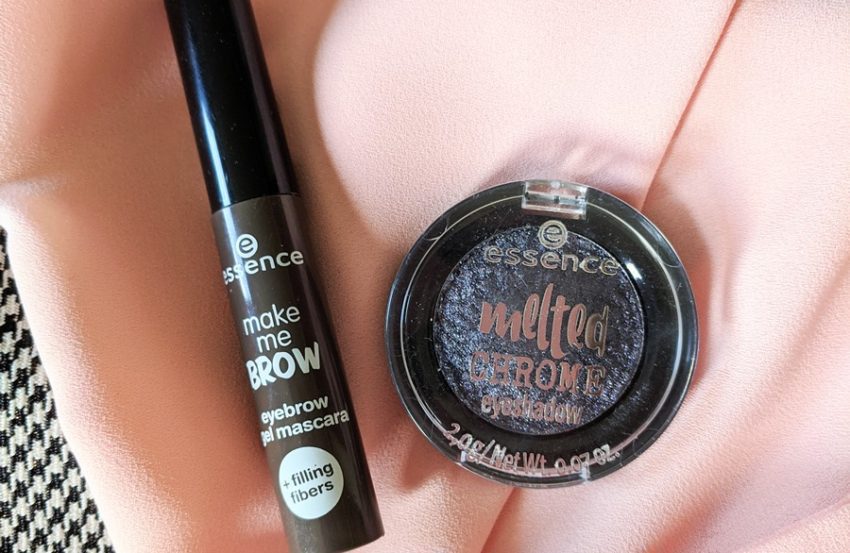 essence
make
me
BROW
eyebrow
gel mascara
+ filling
fibers
essence
melted
CHROME
eyeshadow
2,0g/Net Wt. 0.07 oz.